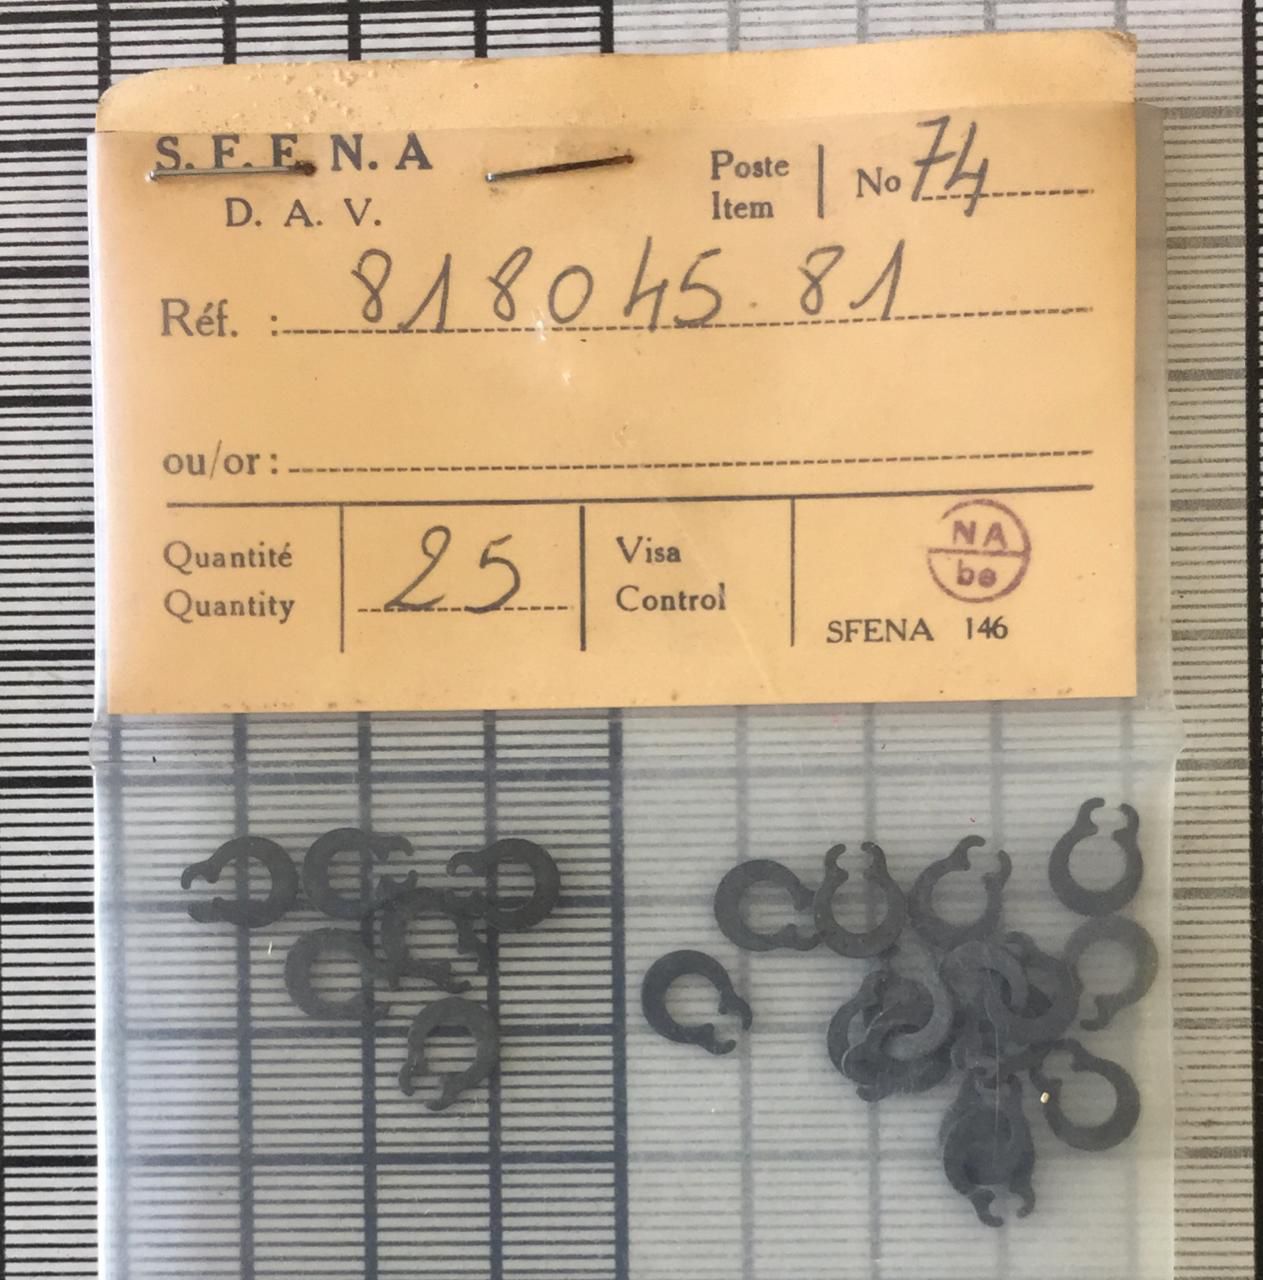 S. F. E. N. A
D. A. V.
Poste
Item
No 74
Réf. : 818045.81
ou/or :
Quantité
Quantity
25
Visa
Control
NA
be
SFENA 146